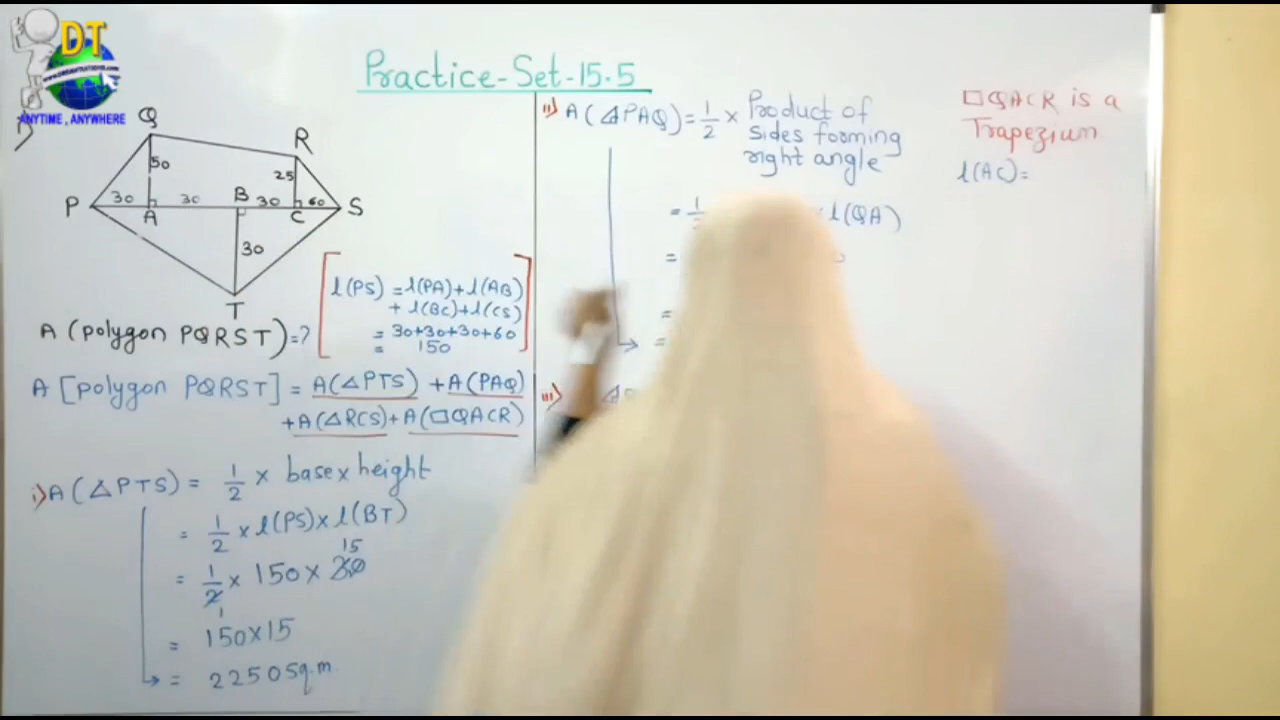 DT
ANYTIME, ANYWHERE
Practice-Set-15.5
Q
50
R
25
P
30
A
30
B
30
C
60
S
30
T
A (polygon PQRST)=?
l(PS) = l(PA)+l(AB)
+ l(BC)+l(CS)
= 30+30+30+60
= 150
A [polygon PQRST] = A(△PTS) + A(PAQ)
+A(△RCS)+A(□QACR)
i) A(△PTS) = 1/2 × base × height
= 1/2 × l(PS) × l(BT)
15
= 1/2 × 150 × 30
1
= 150×15
= 2250 Sq.m.
ii) A(△PAQ) = 1/2 × Product of
sides forming
right angle
= 1/ l(QA)
=
=
=
iii)
□QACR is a
Trapezium
l(AC)=